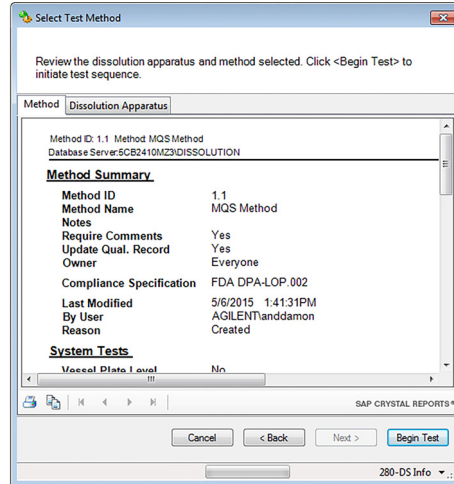 Select Test Method
Review the dissolution apparatus and method selected. Click <Begin Test> to
initiate test sequence.
Method Dissolution Apparatus
Method ID: 1.1 Method: MQS Method
Database Server:5CB2410MZ3\DISSOLUTION
Method Summary
Method ID 1.1
Method Name MQS Method
Notes
Require Comments Yes
Update Qual. Record Yes
Owner Everyone
Compliance Specification FDA DPA-LOP.002
Last Modified 5/6/2015 1:41:31PM
By User AGILENT\anddamon
Reason Created
System Tests
Vessel Plate Level No
SAP CRYSTAL REPORTS®
Cancel < Back Next > Begin Test
280-DS Info